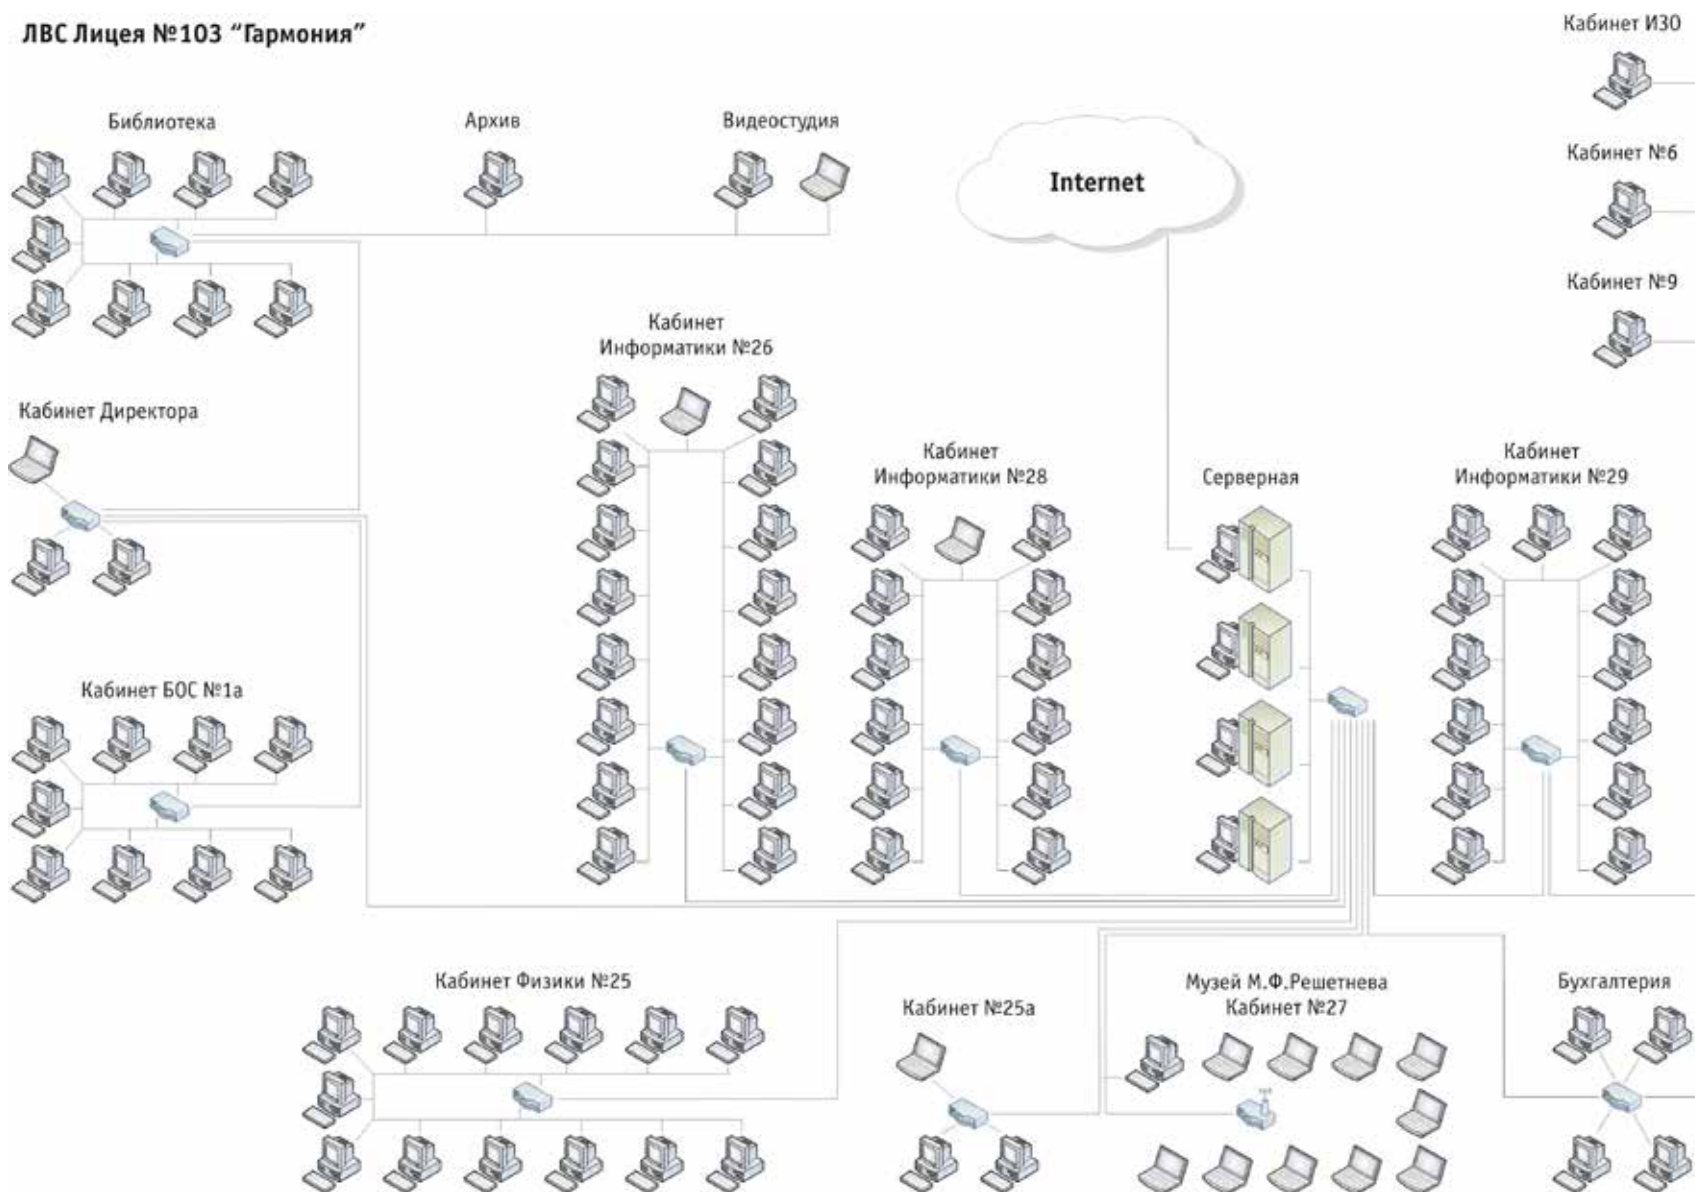 ЛВС Лицея №103 “Гармония”
Кабинет ИЗО
Библиотека
Архив
Видеостудия
Internet
Кабинет №6
Кабинет №9
Кабинет
Информатики №26
Кабинет Директора
Кабинет
Информатики №28
Серверная
Кабинет
Информатики №29
Кабинет БОС №1а
Кабинет Физики №25
Кабинет №25а
Музей М.Ф.Решетнева
Кабинет №27
Бухгалтерия